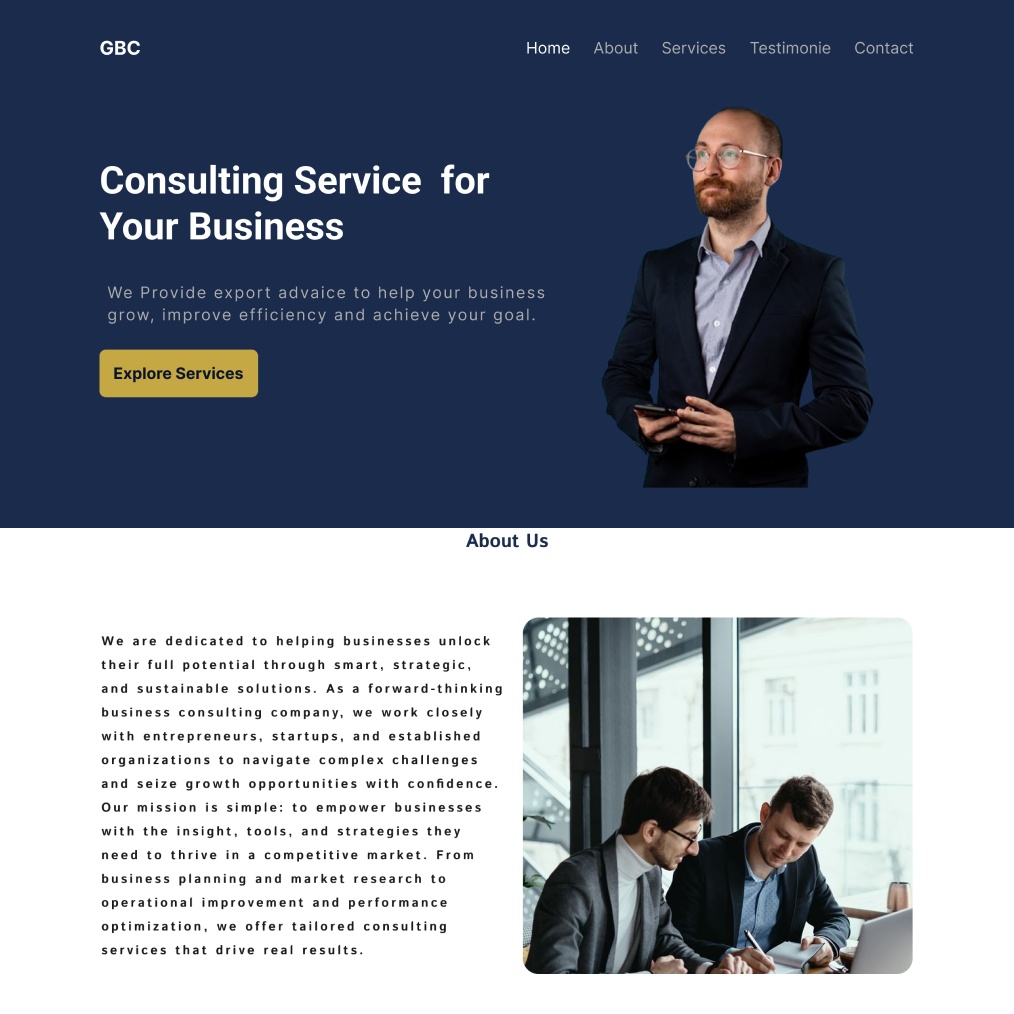 GBC
Home About Services Testimonie Contact
Consulting Service for
Your Business
We Provide export advaice to help your business
grow, improve efficiency and achieve your goal.
Explore Services
About Us
We are dedicated to helping businesses unlock
their full potential through smart, strategic,
and sustainable solutions. As a forward-thinking
business consulting company, we work closely
with entrepreneurs, startups, and established
organizations to navigate complex challenges
and seize growth opportunities with confidence.
Our mission is simple: to empower businesses
with the insight, tools, and strategies they
need to thrive in a competitive market. From
business planning and market research to
operational improvement and performance
optimization, we offer tailored consulting
services that drive real results.